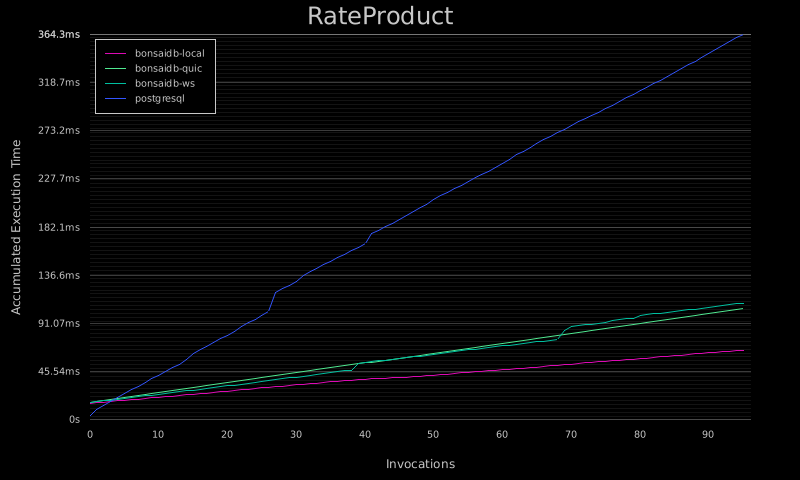 RateProduct
364.3ms
318.7ms
273.2ms
227.7ms
182.1ms
136.6ms
91.07ms
45.54ms
0s
Accumulated Execution Time
bonsaidb-local
bonsaidb-quic
bonsaidb-ws
postgresql
0 10 20 30 40 50 60 70 80 90
Invocations